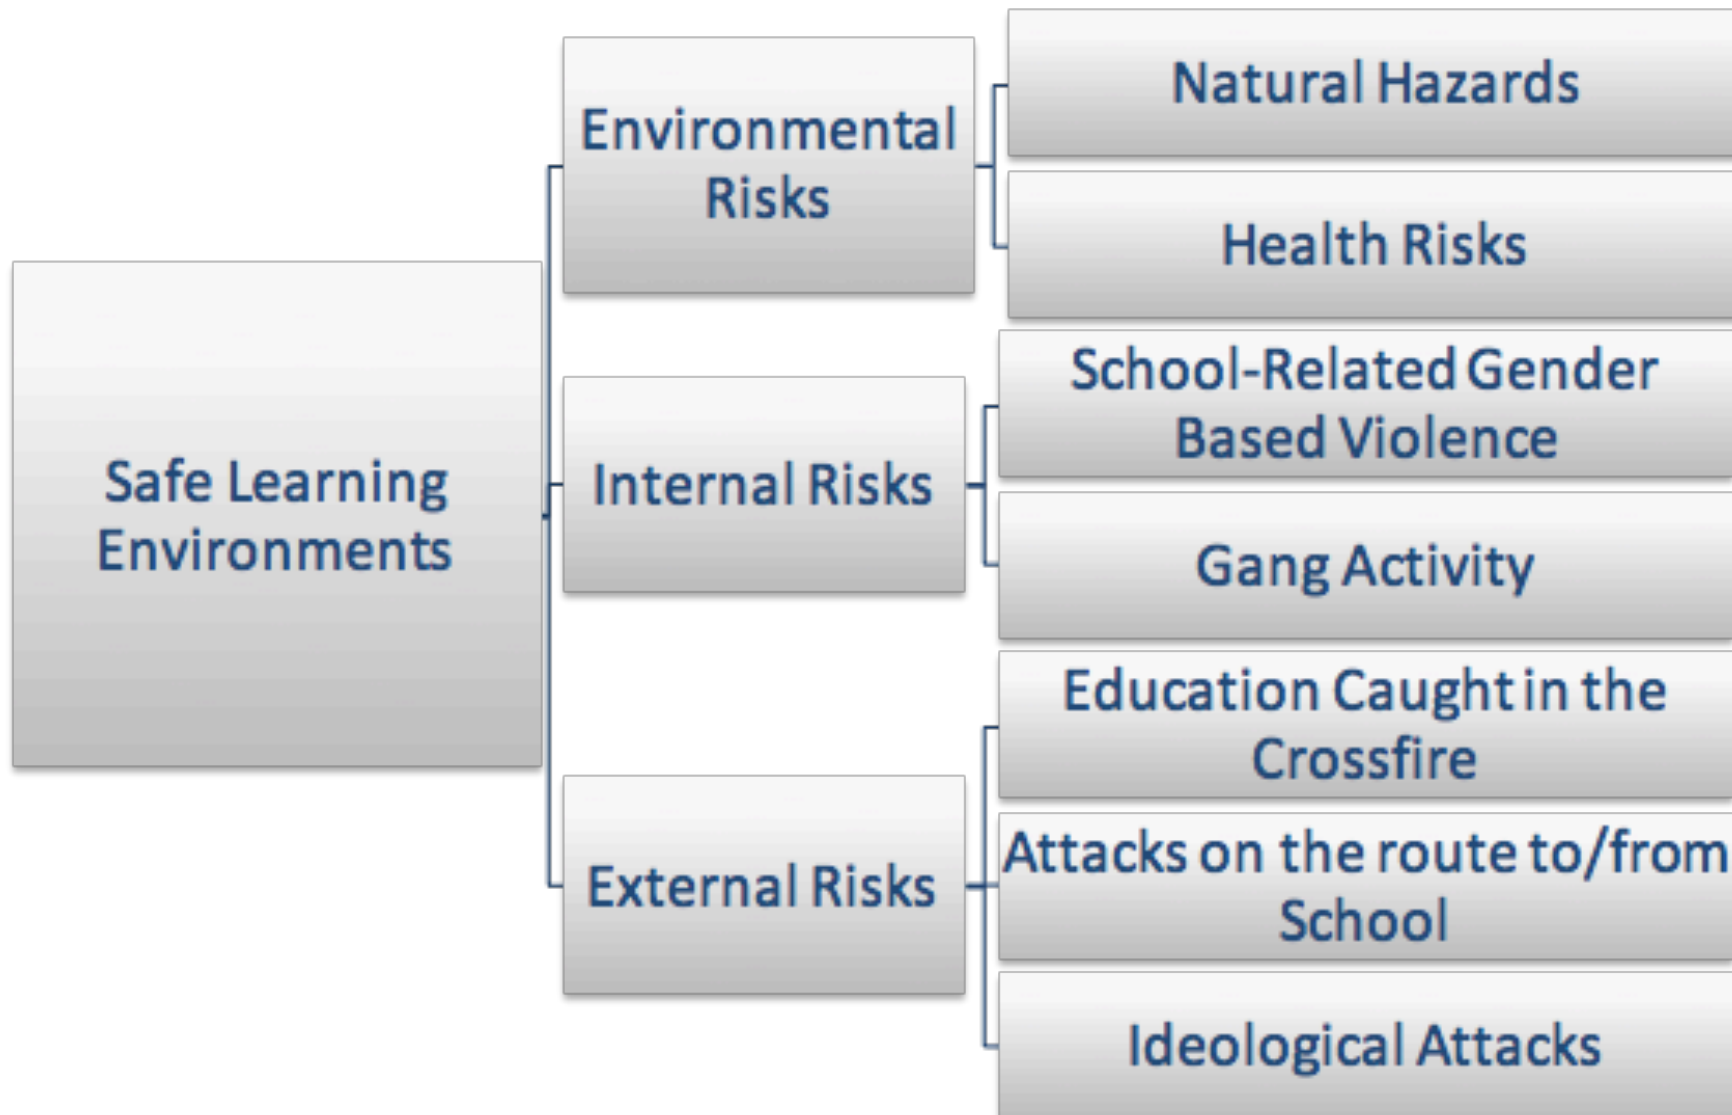 Safe Learning
Environments
Environmental
Risks
Natural Hazards
Health Risks
Internal Risks
School-Related Gender
Based Violence
Gang Activity
External Risks
Education Caught in the
Crossfire
Attacks on the route to/from
School
Ideological Attacks